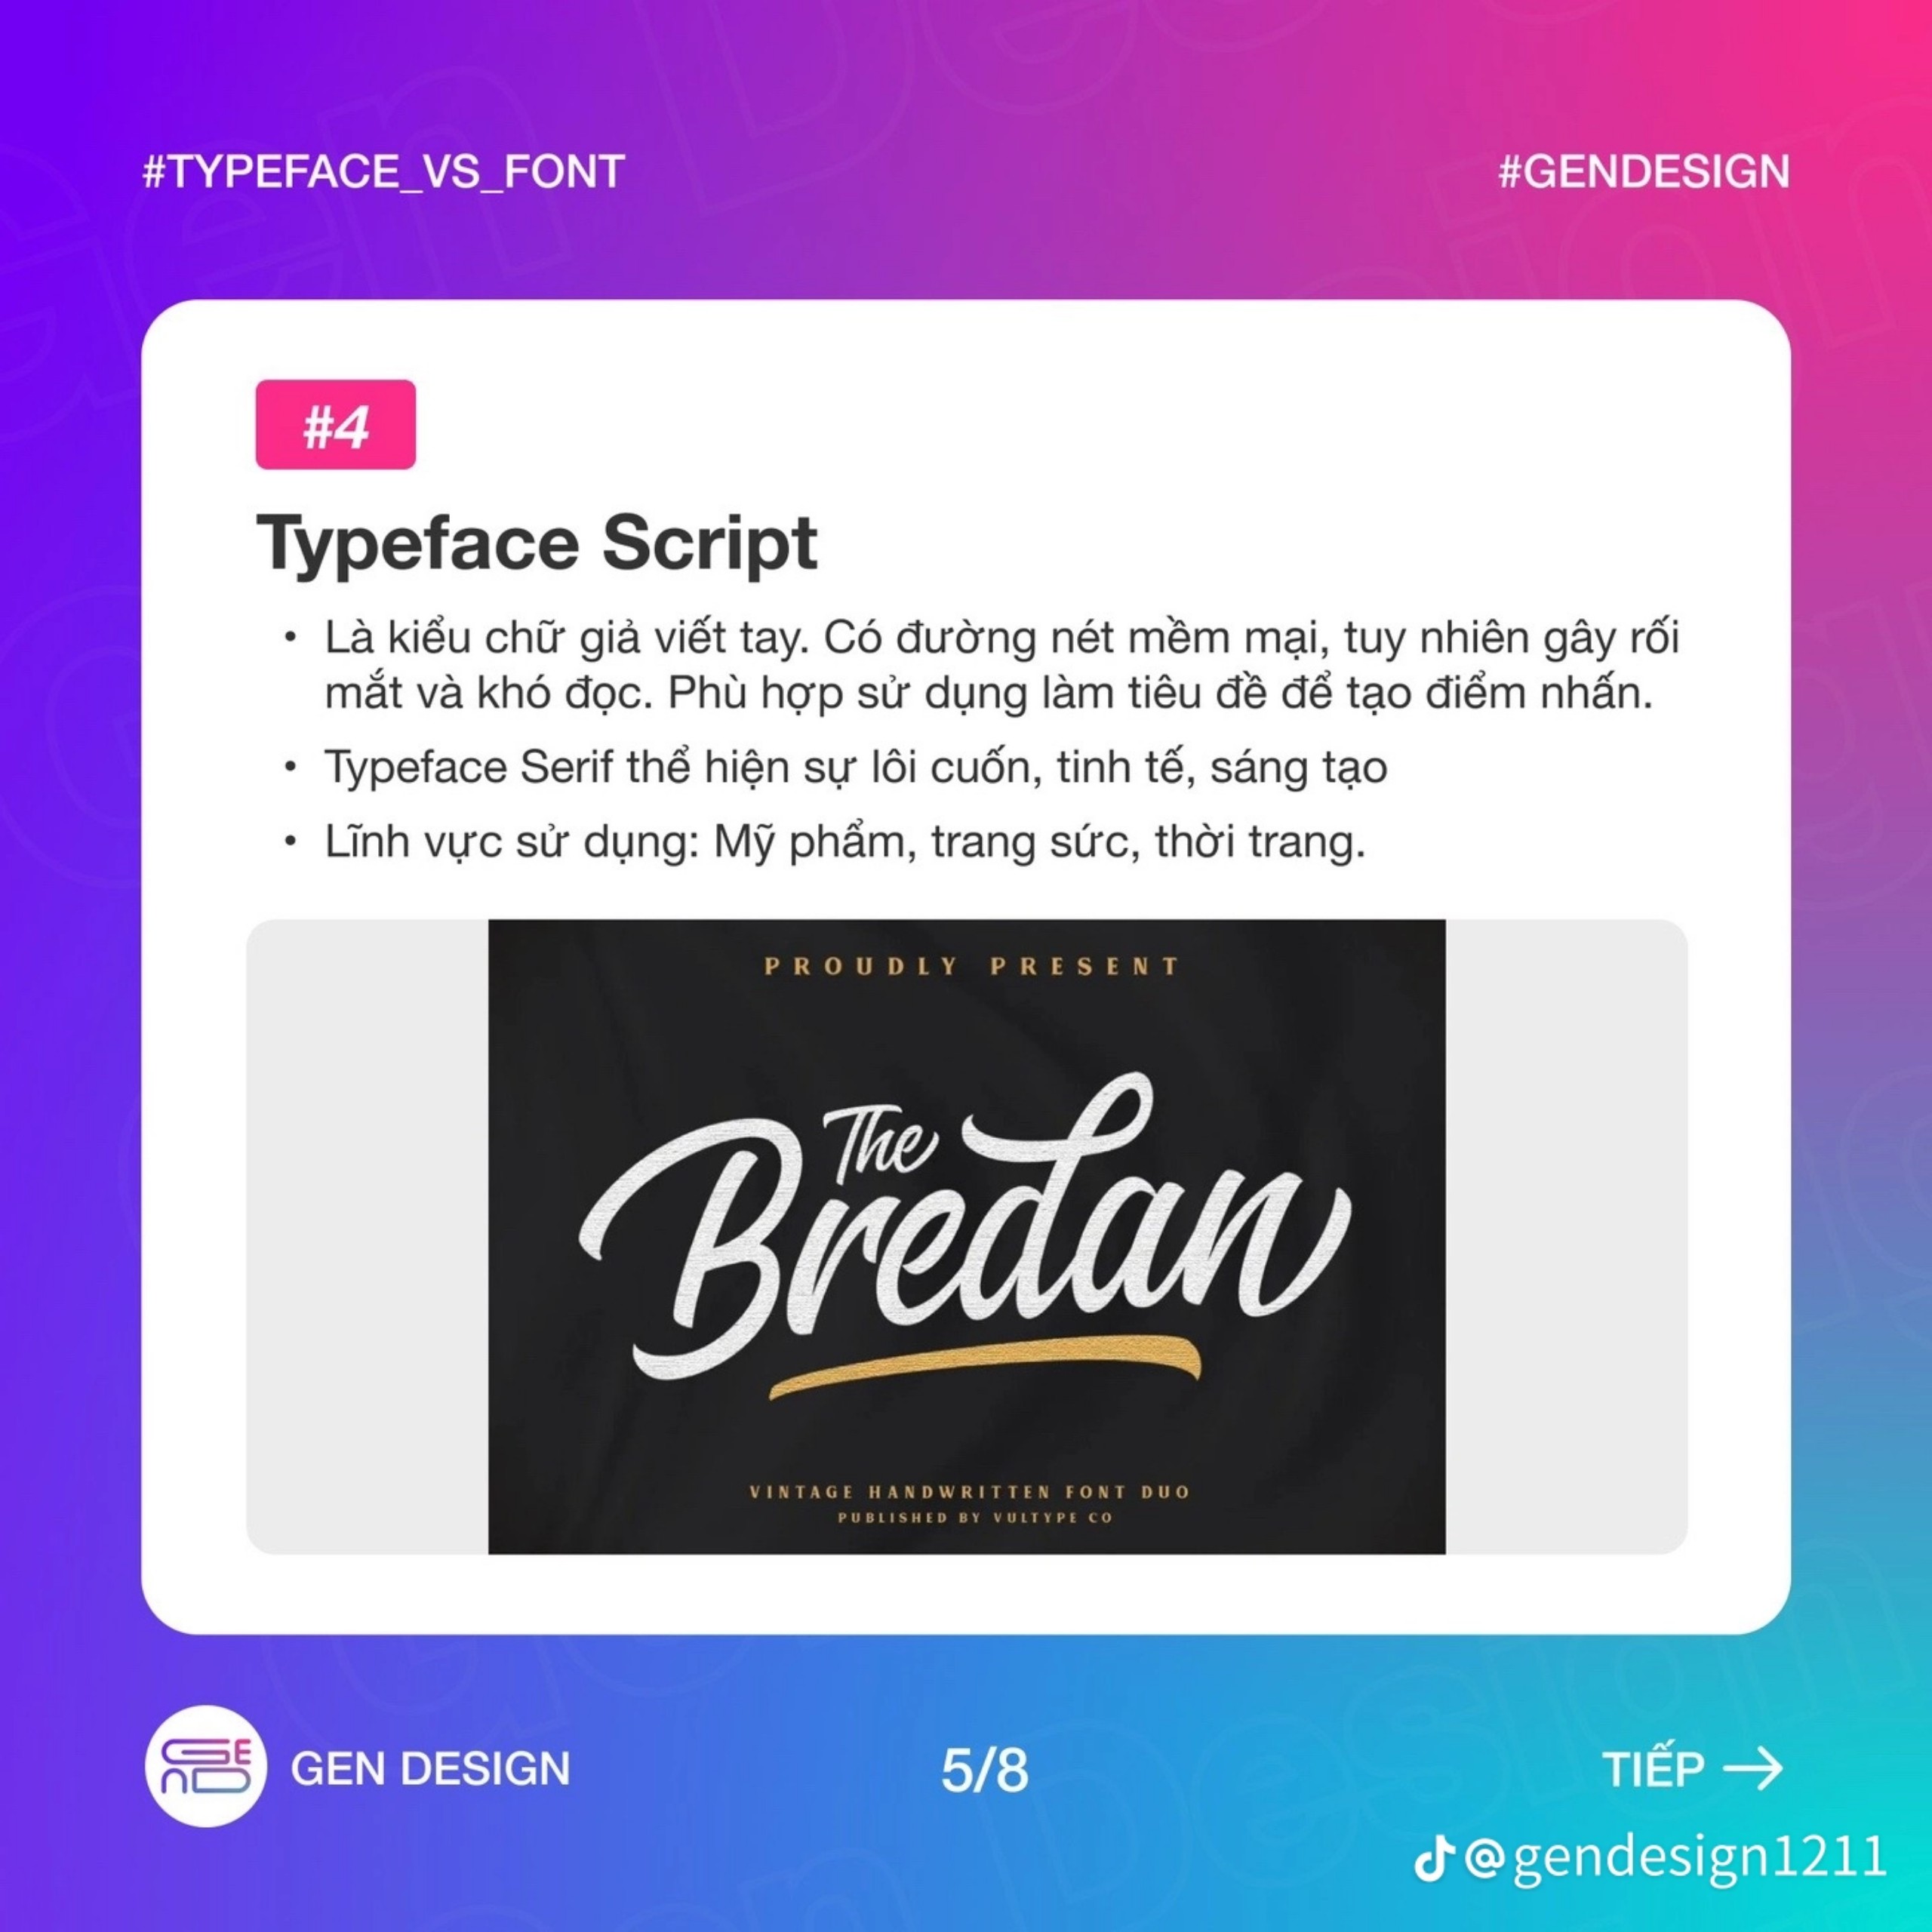 #TYPEFACE_VS_FONT
#GENDESIGN
#4
Typeface Script
• Là kiểu chữ giả viết tay. Có đường nét mềm mại, tuy nhiên gây rối
mắt và khó đọc. Phù hợp sử dụng làm tiêu đề để tạo điểm nhấn.
• Typeface Serif thể hiện sự lôi cuốn, tinh tế, sáng tạo
• Lĩnh vực sử dụng: Mỹ phẩm, trang sức, thời trang.
PROUDLY PRESENT
The
Bredan
VINTAGE HANDWRITTEN FONT DUO
PUBLISHED BY VULTYPE CO
GEN
GEN DESIGN
5/8
TIẾP →
@gendesign1211